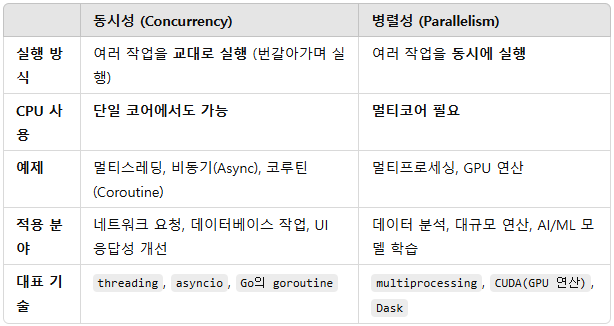 동시성 (Concurrency) 병렬성 (Parallelism)
실행 방 여러 작업을 교대로 실행 (번갈아가며 실 여러 작업을 동시에 실행
식 행)
CPU 사 단일 코어에서도 가능 멀티코어 필요
용
예제 멀티스레딩, 비동기(Async), 코루틴 멀티프로세싱, GPU 연산
(Coroutine)
적용 분 네트워크 요청, 데이터베이스 작업, UI 데이터 분석, 대규모 연산, AI/ML 모
야 응답성 개선 델 학습
대표 기 threading, asyncio, Go의 goroutine multiprocessing, CUDA(GPU 연산),
술 Dask